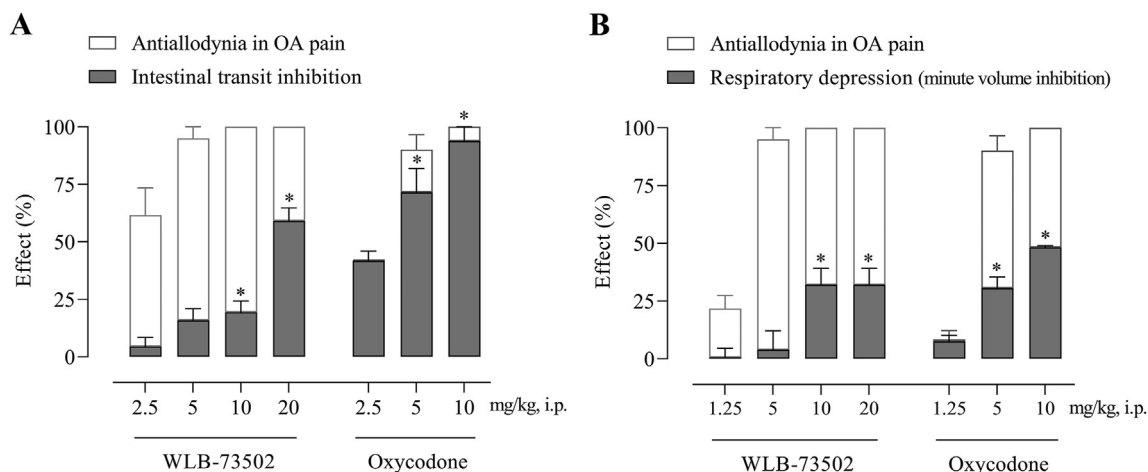 A
Antiallodynia in OA pain
Intestinal transit inhibition
Effect (%)
100
75
50
25
0
* * * *
2.5 5 10 20 2.5 5 10 mg/kg, i.p.
WLB-73502 Oxycodone
B
Antiallodynia in OA pain
Respiratory depression (minute volume inhibition)
Effect (%)
100
75
50
25
0
* * * *
1.25 5 10 20 1.25 5 10 mg/kg, i.p.
WLB-73502 Oxycodone